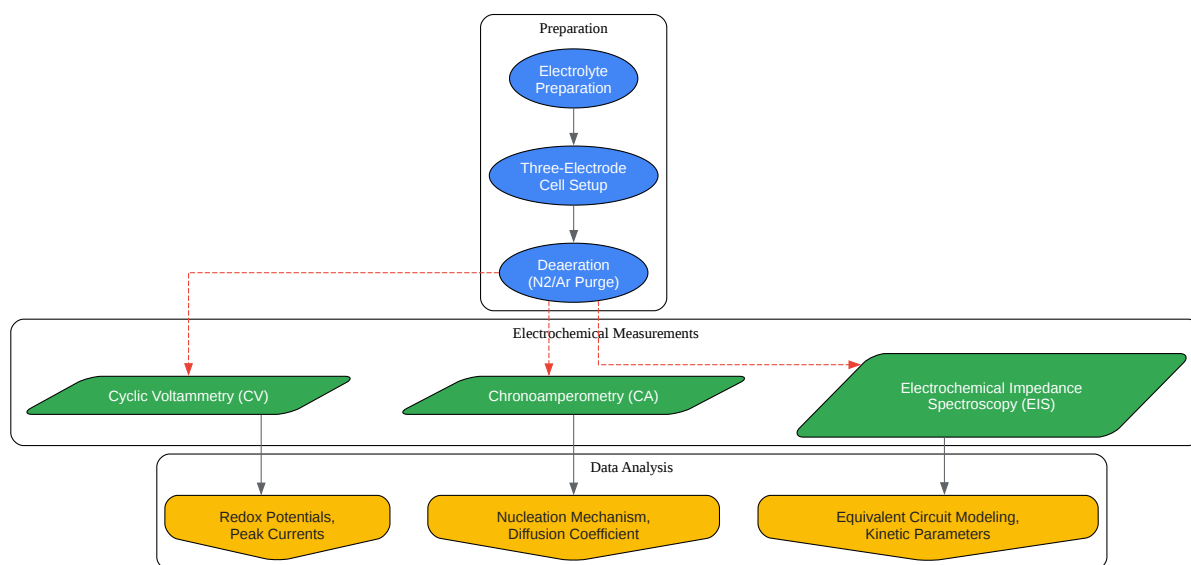 Preparation
Electrolyte
Preparation
Three-Electrode
Cell Setup
Deaeration
(N2/Ar Purge)
Electrochemical Measurements
Cyclic Voltammetry (CV)
Chronoamperometry (CA)
Electrochemical Impedance
Spectroscopy (EIS)
Data Analysis
Redox Potentials,
Peak Currents
Nucleation Mechanism,
Diffusion Coefficient
Equivalent Circuit Modeling,
Kinetic Parameters